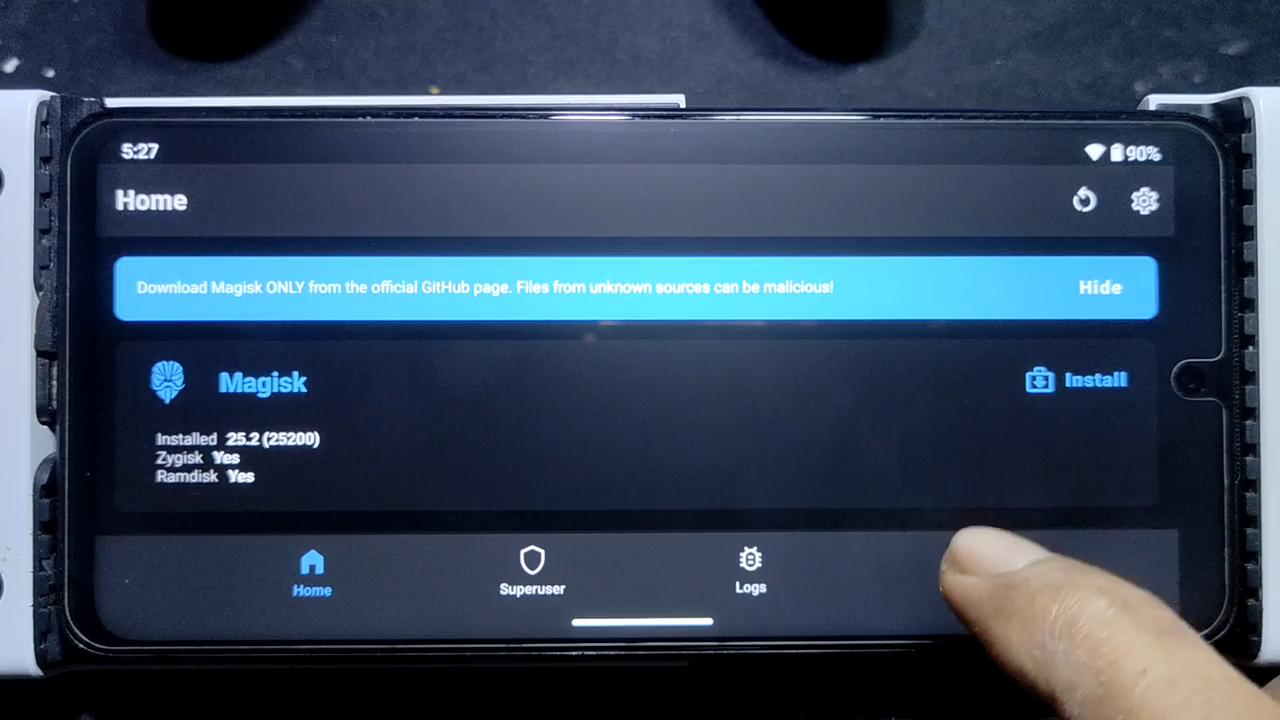 5:27
90%
Home
Download Magisk ONLY from the official GitHub page. Files from unknown sources can be malicious!
Hide
Magisk
Install
Installed 25.2 (25200)
Zygisk Yes
Ramdisk Yes
Home
Superuser
Logs